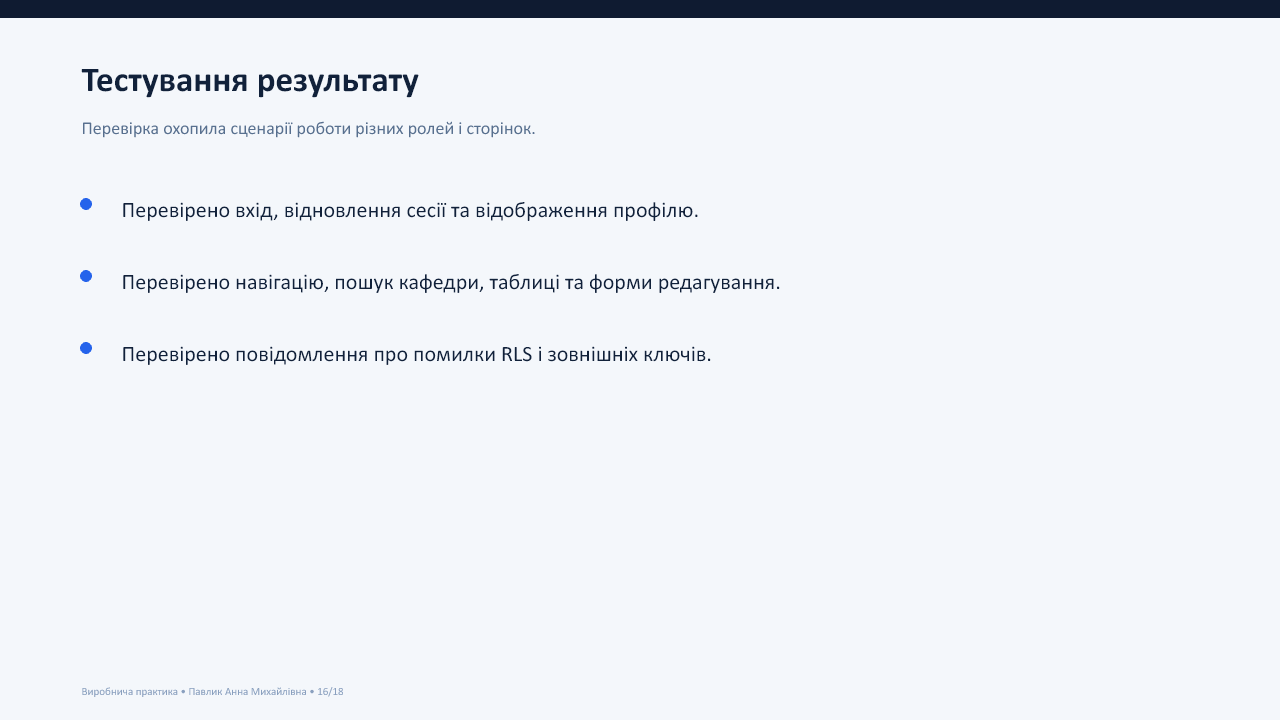 Тестування результату
Перевірка охопила сценарії роботи різних ролей і сторінок.
Перевірено вхід, відновлення сесії та відображення профілю.
Перевірено навігацію, пошук кафедри, таблиці та форми редагування.
Перевірено повідомлення про помилки RLS і зовнішніх ключів.
Виробнича практика • Павлик Анна Михайлівна • 16/18